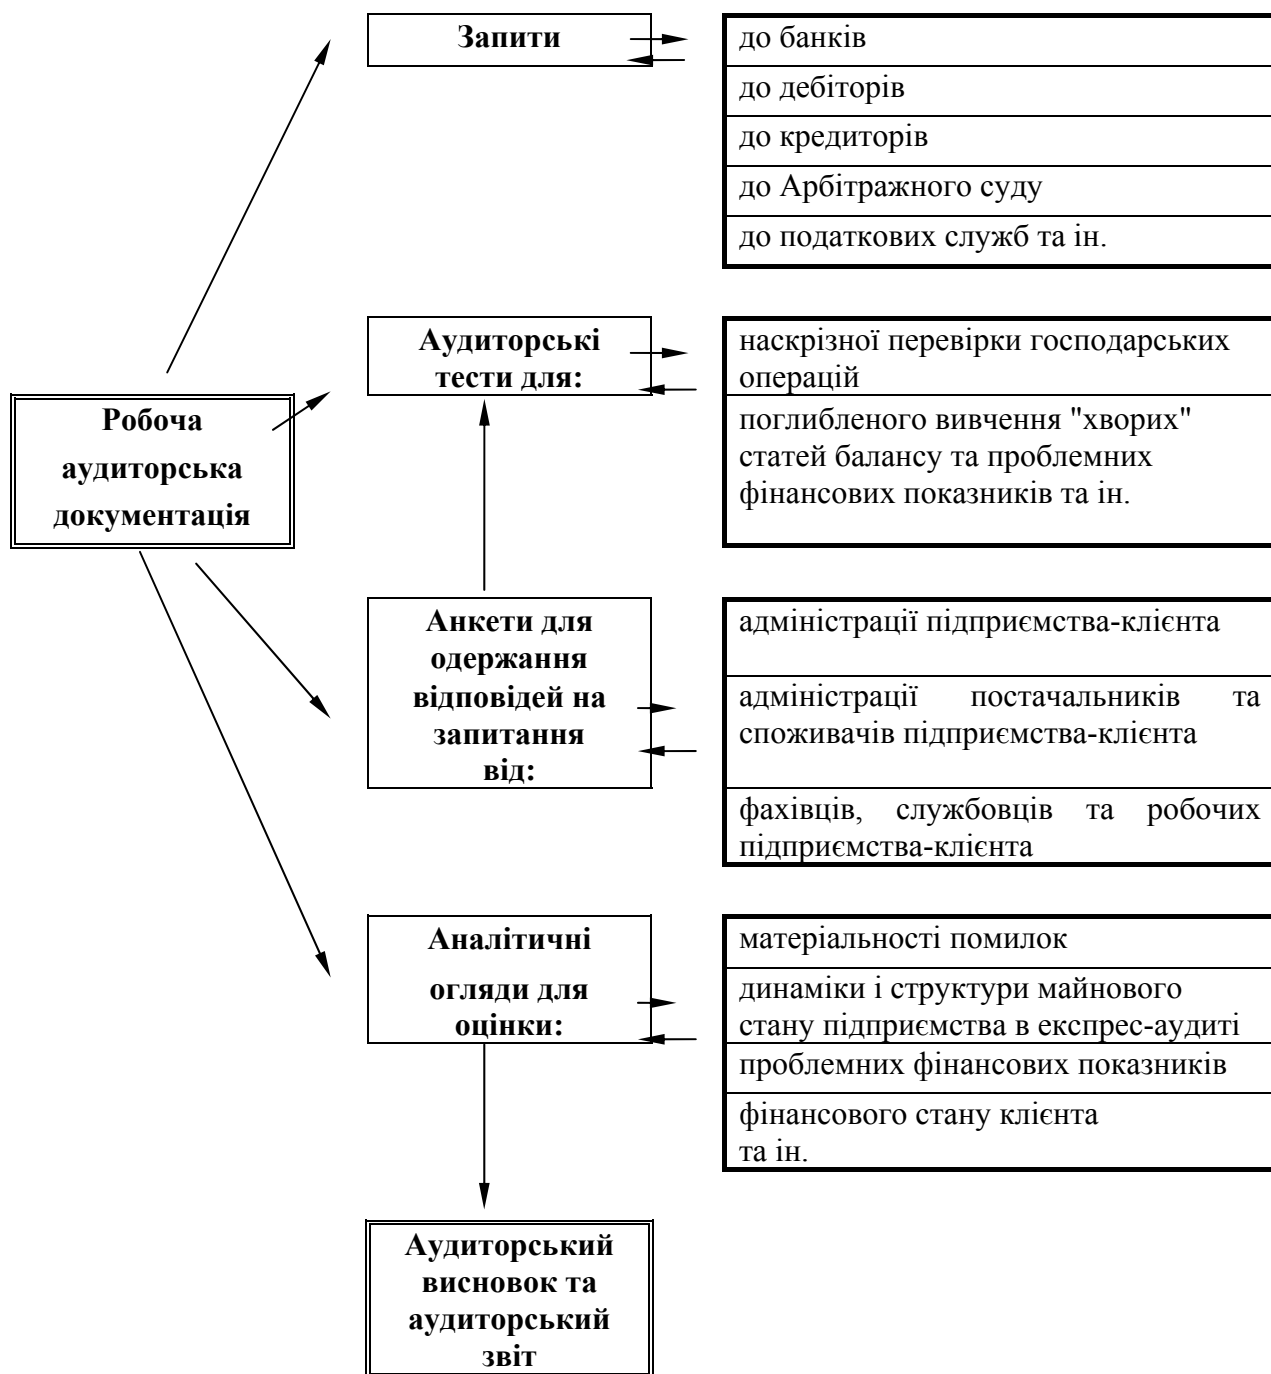 Запити
до банків
до дебіторів
до кредиторів
до Арбітражного суду
до податкових служб та ін.
Робоча
аудиторська
документація
Аудиторські
тести для:
наскрізної перевірки господарських
операцій
поглибленого вивчення "хворих"
статей балансу та проблемних
фінансових показників та ін.
Анкети для
одержання
відповідей на
запитання
від:
адміністрації підприємства-клієнта
адміністрації постачальників та
споживачів підприємства-клієнта
фахівців, службовців та робочих
підприємства-клієнта
Аналітичні
огляди для
оцінки:
матеріальності помилок
динаміки і структури майнового
стану підприємства в експрес-аудиті
проблемних фінансових показників
фінансового стану клієнта
та ін.
Аудиторський
висновок та
аудиторський
звіт